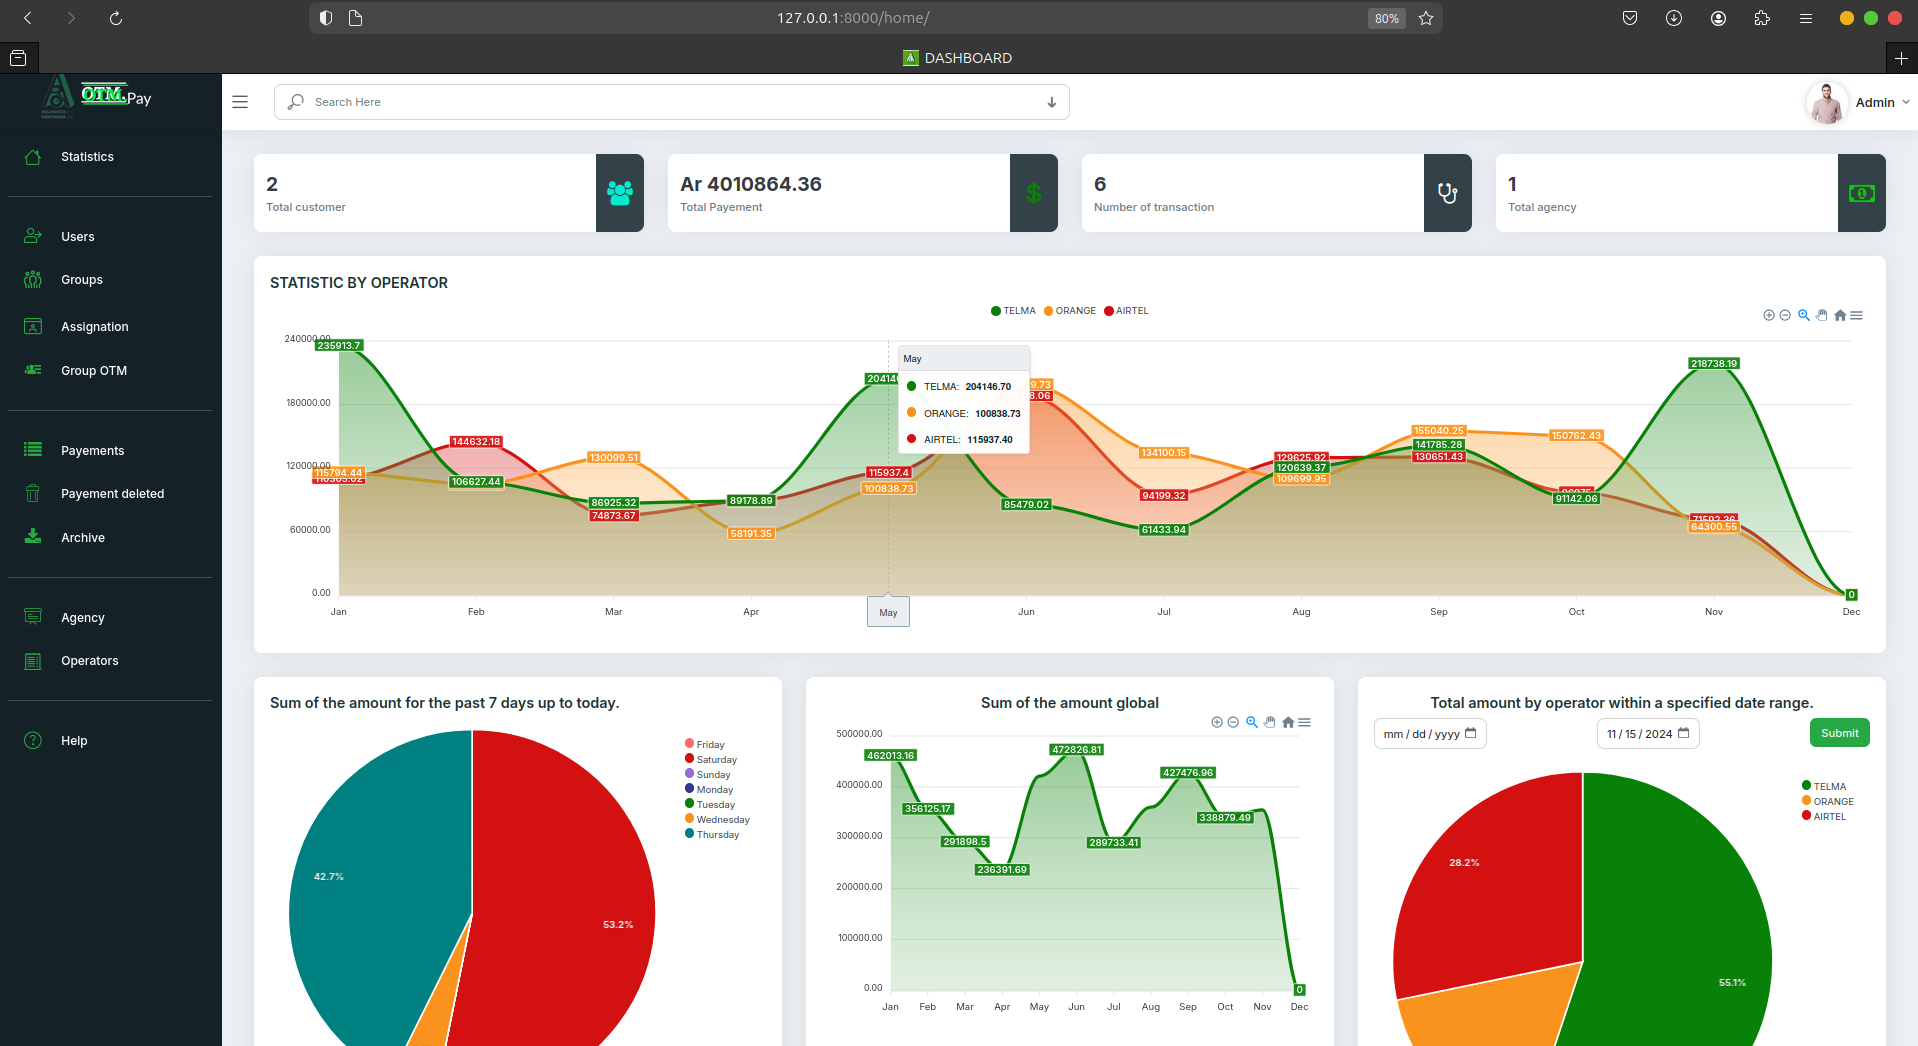 127.0.0.1:8000/home/
80%
DASHBOARD
OTM.Pay
Search Here
Admin
Statistics
Users
Groups
Assignation
Group OTM
Payements
Payement deleted
Archive
Agency
Operators
Help
2
Total customer
Ar 4010864.36
Total Payement
6
Number of transaction
1
Total agency
STATISTIC BY OPERATOR
TELMA ORANGE AIRTEL
240000.00
180000.00
120000.00
60000.00
0.00
235913.7
115794.44
144632.18
106627.44
130099.51
86925.32
74873.67
89178.89
58191.35
115937.4
100838.73
May
TELMA: 204146.70
ORANGE: 100838.73
AIRTEL: 115937.40
85479.02
134100.15
94199.32
61433.94
129625.92
120639.37
109699.95
155040.25
141785.28
130651.43
150762.43
91142.06
218738.19
64300.55
0
Jan Feb Mar Apr May Jun Jul Aug Sep Oct Nov Dec
Sum of the amount for the past 7 days up to today.
Friday
Saturday
Sunday
Monday
Tuesday
Wednesday
Thursday
42.7%
53.2%
Sum of the amount global
500000.00
400000.00
300000.00
200000.00
100000.00
0.00
462013.16
356125.17
291898.5
236391.69
472826.81
289733.41
427476.96
338879.49
0
Jan Feb Mar Apr May Jun Jul Aug Sep Oct Nov Dec
Total amount by operator within a specified date range.
mm / dd / yyyy
11 / 15 / 2024
Submit
TELMA
ORANGE
AIRTEL
28.2%
55.1%